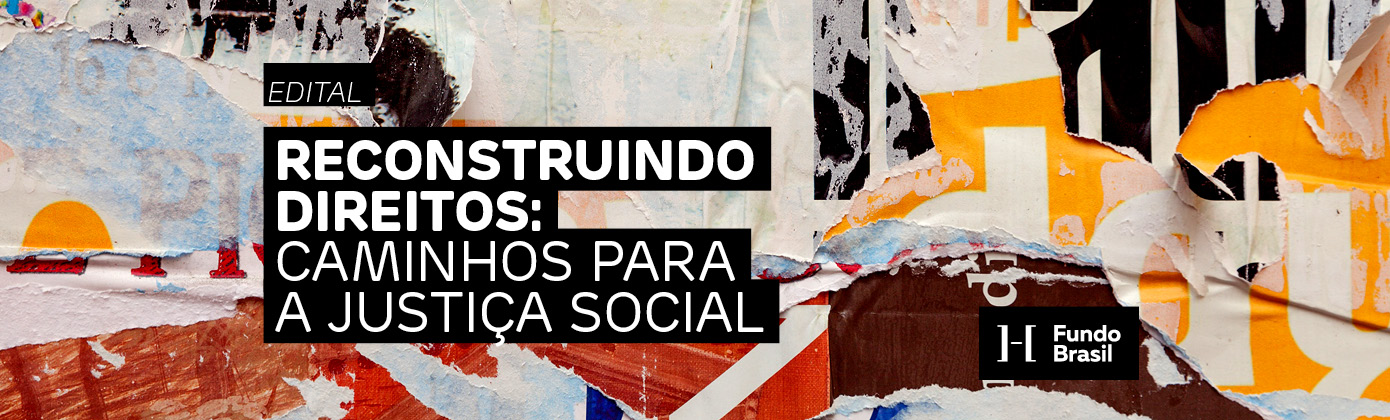 EDITAL
RECONSTRUINDO
DIREITOS:
CAMINHOS PARA
A JUSTIÇA SOCIAL
Fundo
Brasil